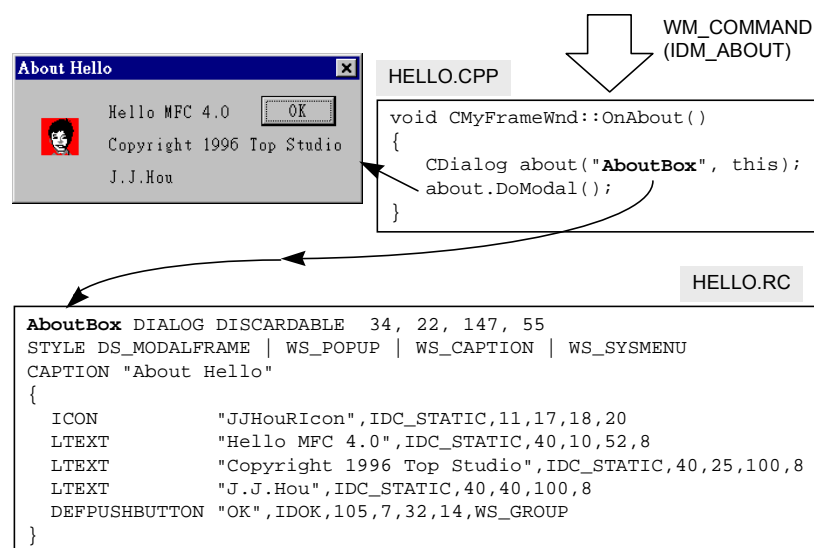 WM_COMMAND
(IDM_ABOUT)
About Hello
Hello MFC 4.0
OK
Copyright 1996 Top Studio
J.J.Hou
HELLO.CPP
void CMyFrameWnd::OnAbout()
{
CDialog about("AboutBox", this);
about.DoModal();
}
HELLO.RC
AboutBox DIALOG DISCARDABLE 34, 22, 147, 55
STYLE DS_MODALFRAME | WS_POPUP | WS_CAPTION | WS_SYSMENU
CAPTION "About Hello"
{
ICON "JJHouRIcon",IDC_STATIC,11,17,18,20
LTEXT "Hello MFC 4.0",IDC_STATIC,40,10,52,8
LTEXT "Copyright 1996 Top Studio",IDC_STATIC,40,25,100,8
LTEXT "J.J.Hou",IDC_STATIC,40,40,100,8
DEFPUSHBUTTON "OK",IDOK,105,7,32,14,WS_GROUP
}